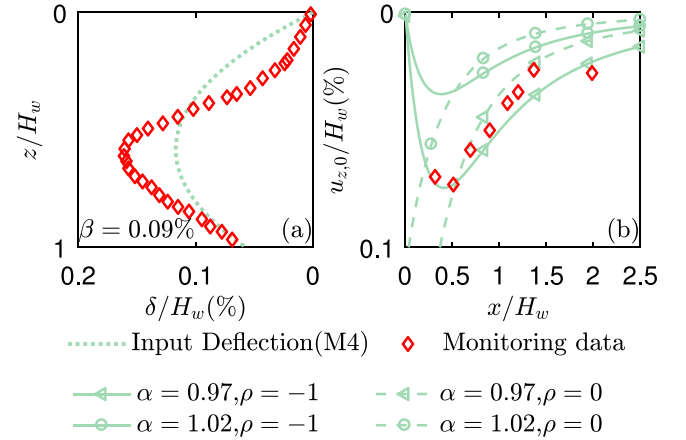 0
z/H_w
1
β = 0.09%
(a)
0.2
0.1
0
δ/H_w(%)
0
u_{z,0}/H_w(%)
0.1
(b)
0
0.5
1
1.5
2
2.5
x/H_w
Input Deflection(M4)
Monitoring data
α = 0.97,ρ = −1
α = 0.97,ρ = 0
α = 1.02,ρ = −1
α = 1.02,ρ = 0